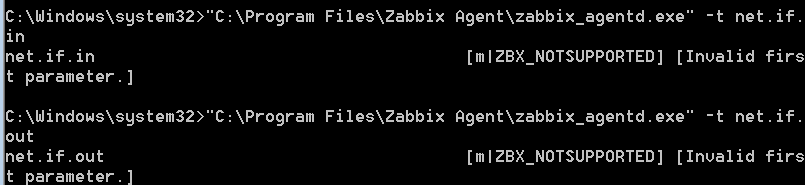 C:\Windows\system32>"C:\Program Files\Zabbix Agent\zabbix_agentd.exe" -t net.if.
in
net.if.in [m|ZBX_NOTSUPPORTED] [Invalid firs
t parameter.]
C:\Windows\system32>"C:\Program Files\Zabbix Agent\zabbix_agentd.exe" -t net.if.
out
net.if.out [m|ZBX_NOTSUPPORTED] [Invalid firs
t parameter.]